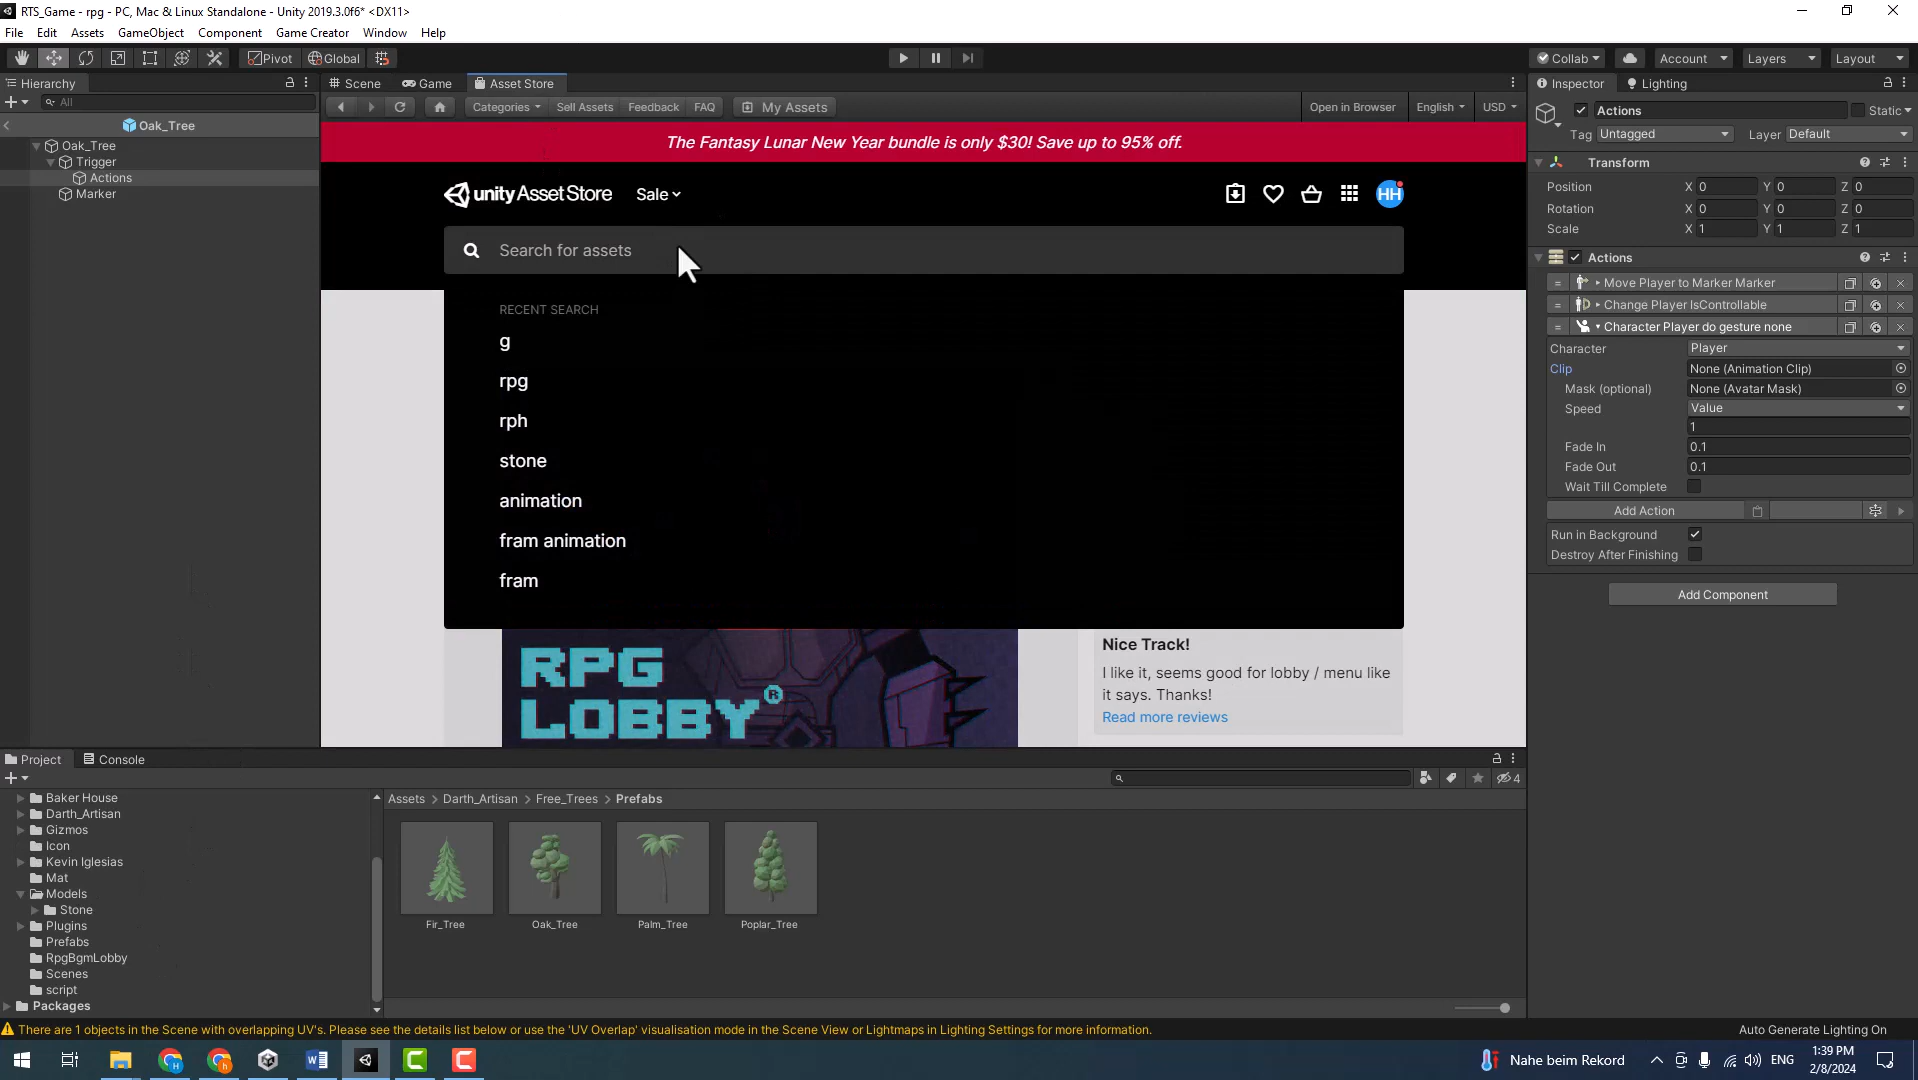 RTS_Game - rpg - PC, Mac & Linux Standalone - Unity 2019.3.0f6* <DX11>
File Edit Assets GameObject Component Game Creator Window Help
Pivot Global Collab Account Layers Layout
Hierarchy
All
Oak_Tree
Oak_Tree
Trigger
Actions
Marker
Scene Game Asset Store
Categories Sell Assets Feedback FAQ My Assets Open in Browser English USD
The Fantasy Lunar New Year bundle is only $30! Save up to 95% off.
unity Asset Store Sale HH
Search for assets
RECENT SEARCH
g
rpg
rph
stone
animation
fram animation
fram
RPG
LOBBY®
Nice Track!
I like it, seems good for lobby / menu like
it says. Thanks!
Read more reviews
Inspector Lighting
Actions Static
Tag Untagged Layer Default
Transform
Position X 0 Y 0 Z 0
Rotation X 0 Y 0 Z 0
Scale X 1 Y 1 Z 1
Actions
Move Player to Marker Marker
Change Player IsControllable
Character Player do gesture none
Character Player
Clip None (Animation Clip)
Mask (optional) None (Avatar Mask)
Speed Value
1
Fade In 0.1
Fade Out 0.1
Wait Till Complete
Add Action
Run in Background
Destroy After Finishing
Add Component
Project Console
4
Baker House
Darth_Artisan
Gizmos
Icon
Kevin Iglesias
Mat
Models
Stone
Plugins
Prefabs
RpgBgmLobby
Scenes
script
Packages
Assets > Darth_Artisan > Free_Trees > Prefabs
Fir_Tree Oak_Tree Palm_Tree Poplar_Tree
There are 1 objects in the Scene with overlapping UV's. Please see the details list below or use the 'UV Overlap' visualisation mode in the Scene View or Lightmaps in Lighting Settings for more information.
Auto Generate Lighting On
Nahe beim Rekord ENG 1:39 PM
2/8/2024